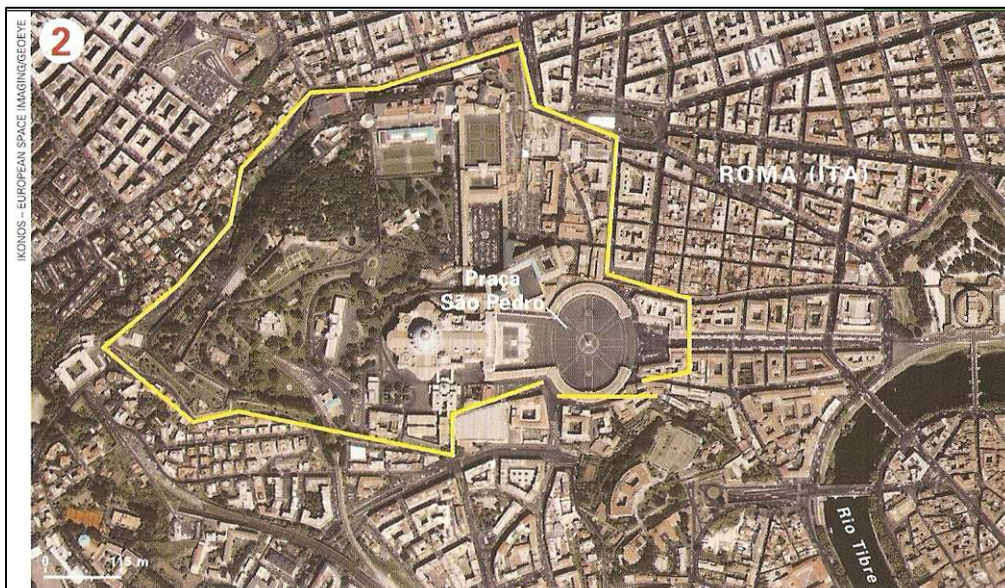 2
IKONOS – EUROPEAN SPACE IMAGING/GEOEYE
ROMA (ITA)
Praça
São Pedro
Rio Tibre
0 115 m